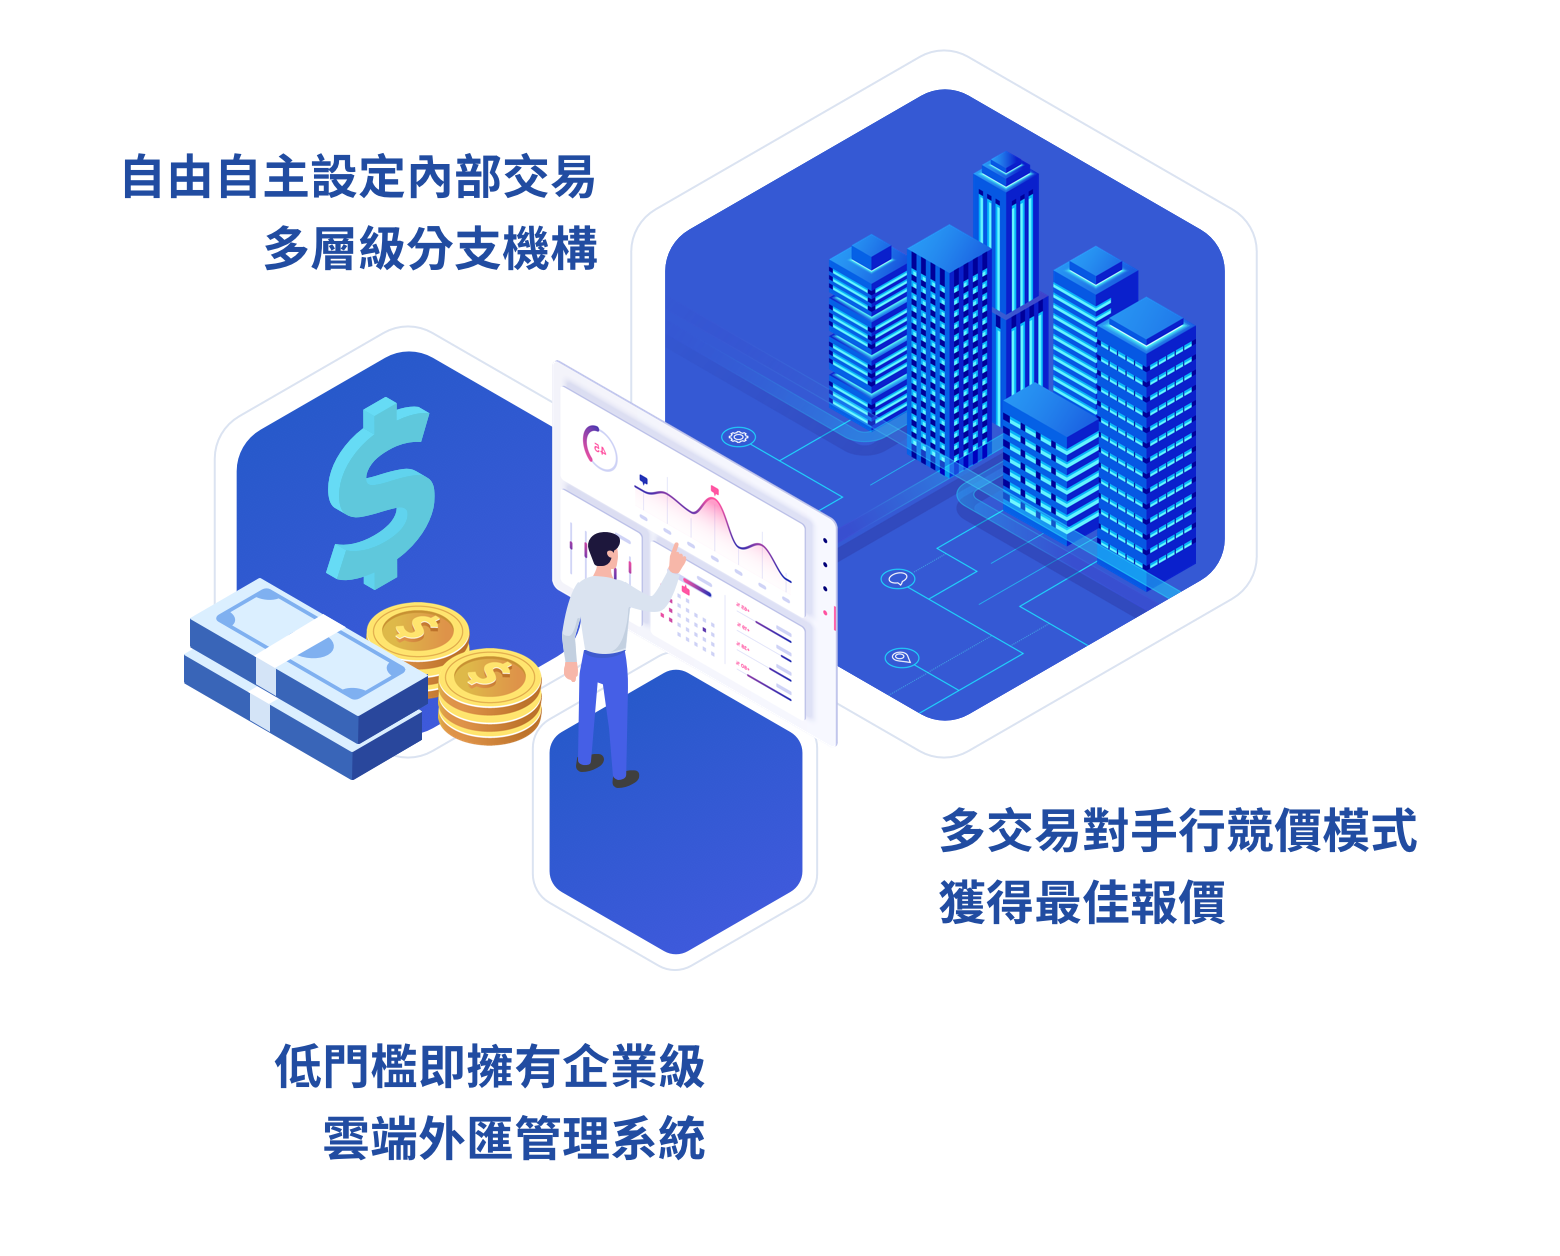 自由自主設定內部交易
多層級分支機構
45
多交易對手行競價模式
獲得最佳報價
低門檻即擁有企業級
雲端外匯管理系統